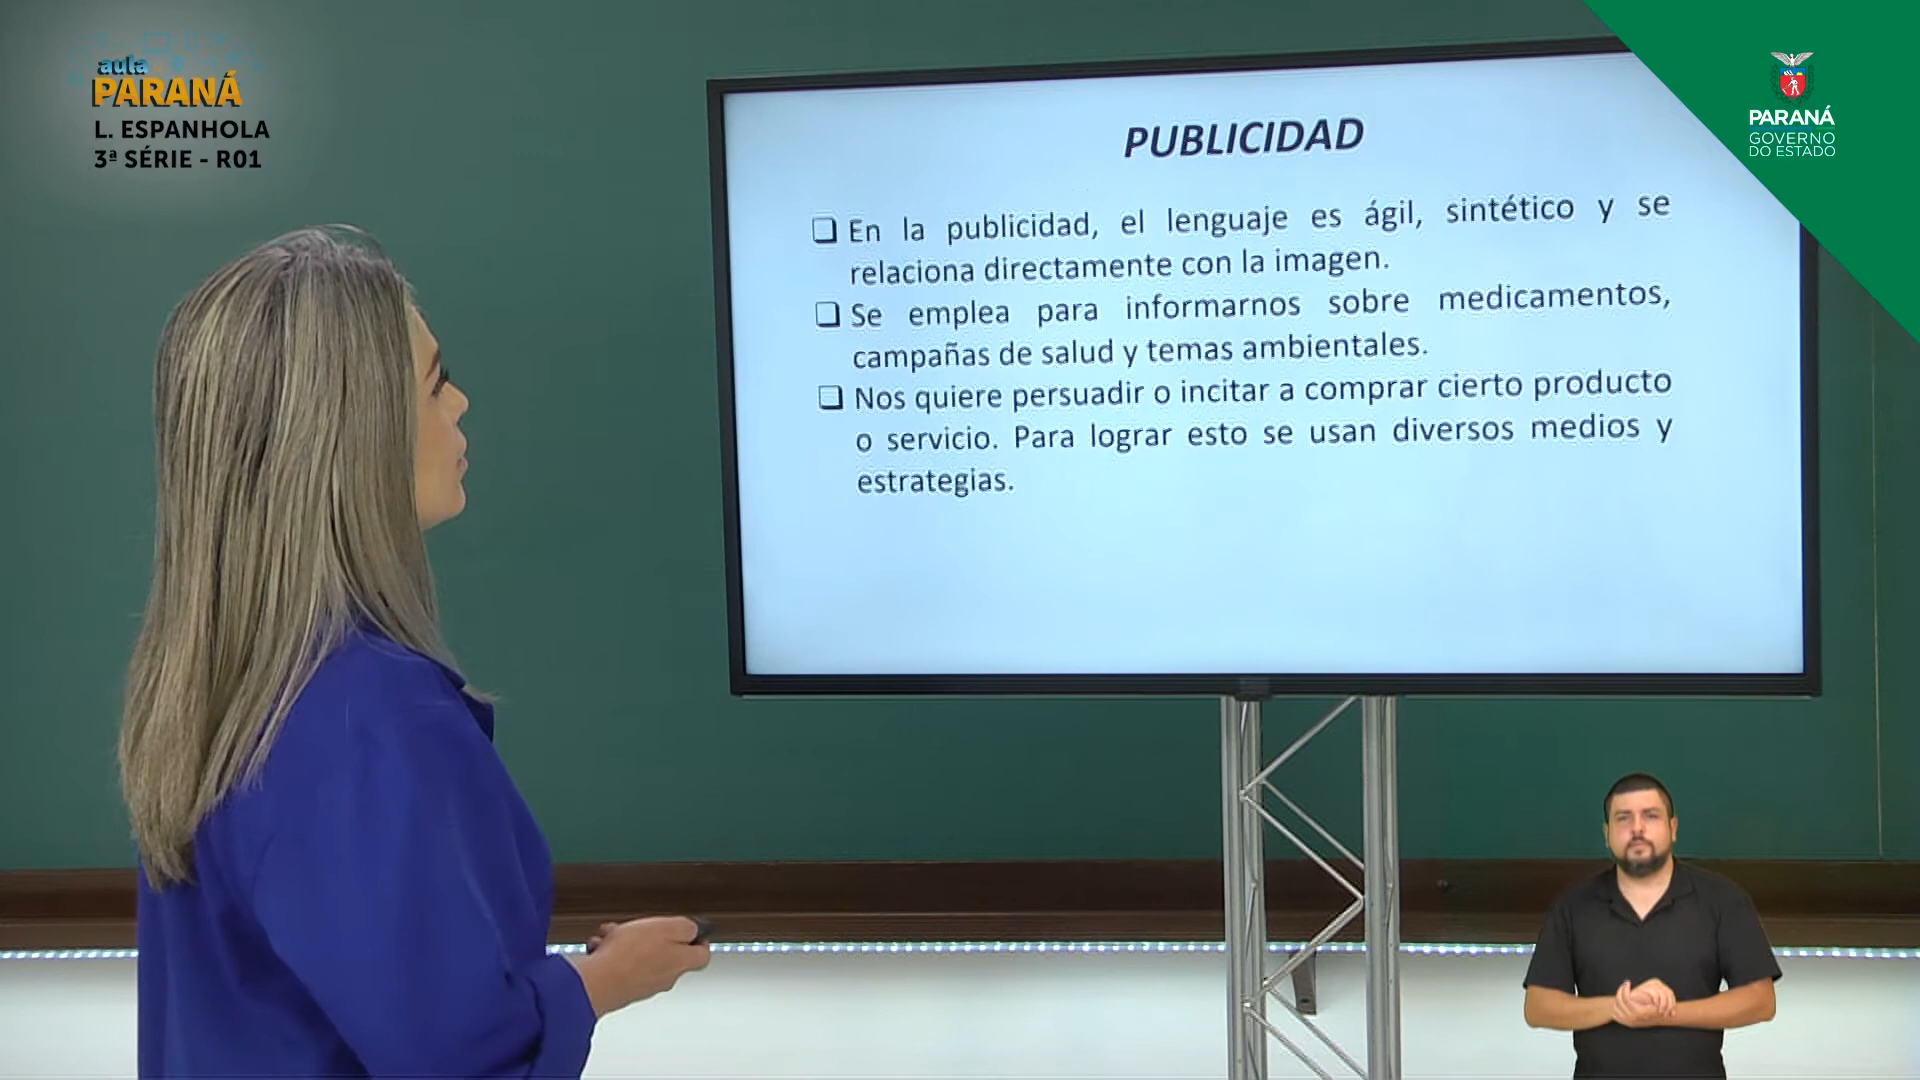 aula
PARANÁ
L. ESPANHOLA
3ª SÉRIE - R01
PUBLICIDAD
❑ En la publicidad, el lenguaje es ágil, sintético y se
relaciona directamente con la imagen.
❑ Se emplea para informarnos sobre medicamentos,
campañas de salud y temas ambientales.
❑ Nos quiere persuadir o incitar a comprar cierto producto
o servicio. Para lograr esto se usan diversos medios y
estrategias.
PARANÁ
GOVERNO
DO ESTADO